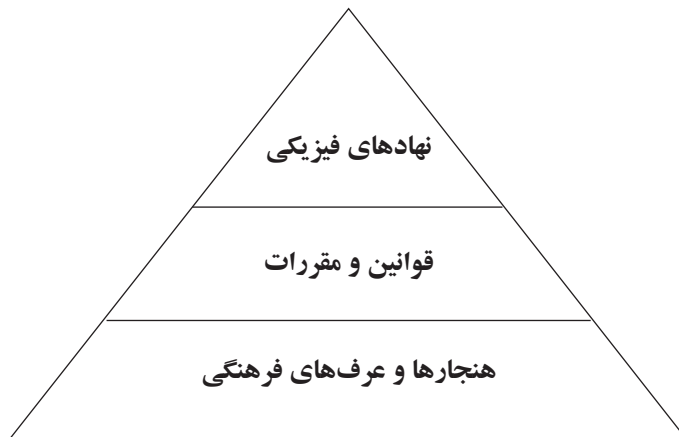 نهادهای فیزیکی
قوانین و مقررات
هنجارها و عرف‌های فرهنگی